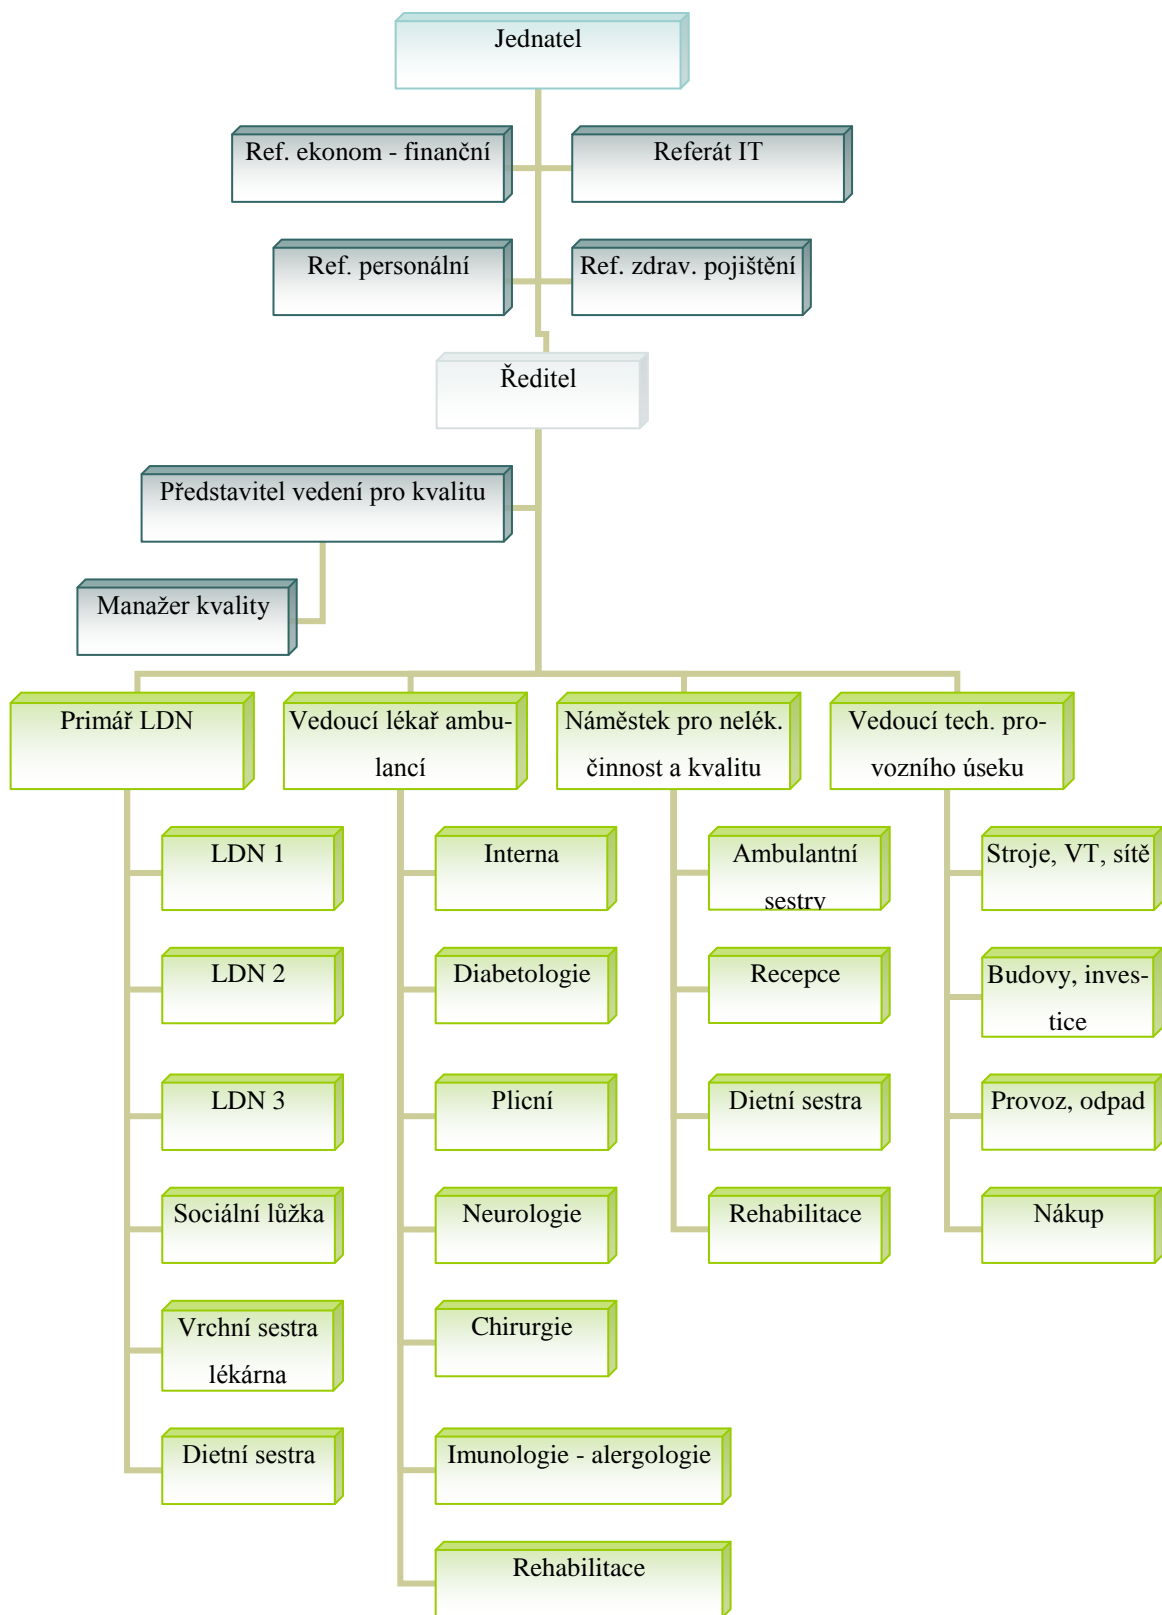 Jednatel
Ref. ekonom - finanční
Referát IT
Ref. personální
Ref. zdrav. pojištění
Ředitel
Představitel vedení pro kvalitu
Manažer kvality
Primář LDN
Vedoucí lékař ambu-
lancí
Náměstek pro nelék.
činnost a kvalitu
Vedoucí tech. pro-
vozního úseku
LDN 1
Interna
Ambulantní
sestry
Stroje, VT, sítě
LDN 2
Diabetologie
Recepce
Budovy, inves-
tice
LDN 3
Plicní
Dietní sestra
Provoz, odpad
Sociální lůžka
Neurologie
Rehabilitace
Nákup
Vrchní sestra
lékárna
Chirurgie
Dietní sestra
Imunologie - alergologie
Rehabilitace